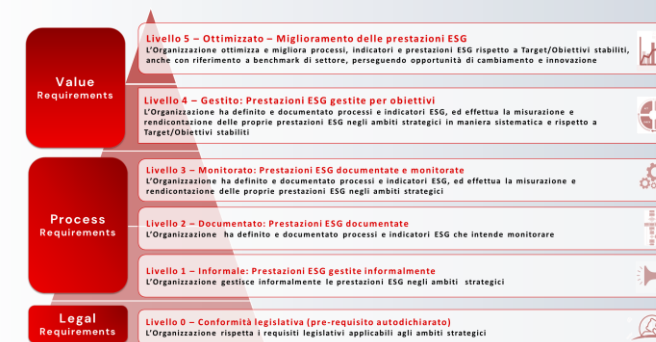 Value
Requirements
Livello 5 – Ottimizzato – Miglioramento delle prestazioni ESG
L'Organizzazione ottimizza e migliora processi, indicatori e prestazioni ESG rispetto a Target/Obiettivi stabiliti,
anche con riferimento a benchmark di settore, perseguendo opportunità di cambiamento e innovazione
Livello 4 – Gestito: Prestazioni ESG gestite per obiettivi
L'Organizzazione ha definito e documentato processi e indicatori ESG, ed effettua la misurazione e
rendicontazione delle proprie prestazioni ESG negli ambiti strategici in maniera sistematica e rispetto a
Target/Obiettivi stabiliti
Process
Requirements
Livello 3 – Monitorato: Prestazioni ESG documentate e monitorate
L'Organizzazione ha definito e documentato processi e indicatori ESG, ed effettua la misurazione e
rendicontazione delle proprie prestazioni ESG negli ambiti strategici
Livello 2 – Documentato: Prestazioni ESG documentate
L'Organizzazione ha definito e documentato processi e indicatori ESG che intende monitorare
Livello 1 – Informale: Prestazioni ESG gestite informalmente
L'Organizzazione gestisce informalmente le prestazioni ESG negli ambiti strategici
Legal
Requirements
Livello 0 – Conformità legislativa (pre-requisito autodichiarato)
L'Organizzazione rispetta i requisiti legislativi applicabili agli ambiti strategici